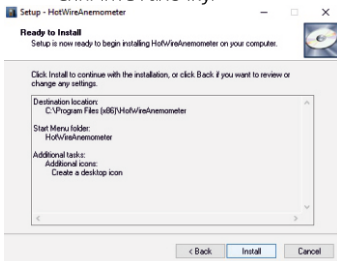 Setup - HotWireAnemometer
Ready to Install
Setup is now ready to begin installing HotWireAnemometer on your computer.
Click Install to continue with the installation, or click Back if you want to review or
change any settings.
Destination location:
C:\Program Files (x86)\HotWireAnemometer
Start Menu folder:
HotWireAnemometer
Additional tasks:
Additional icons:
Create a desktop icon
< Back Install Cancel